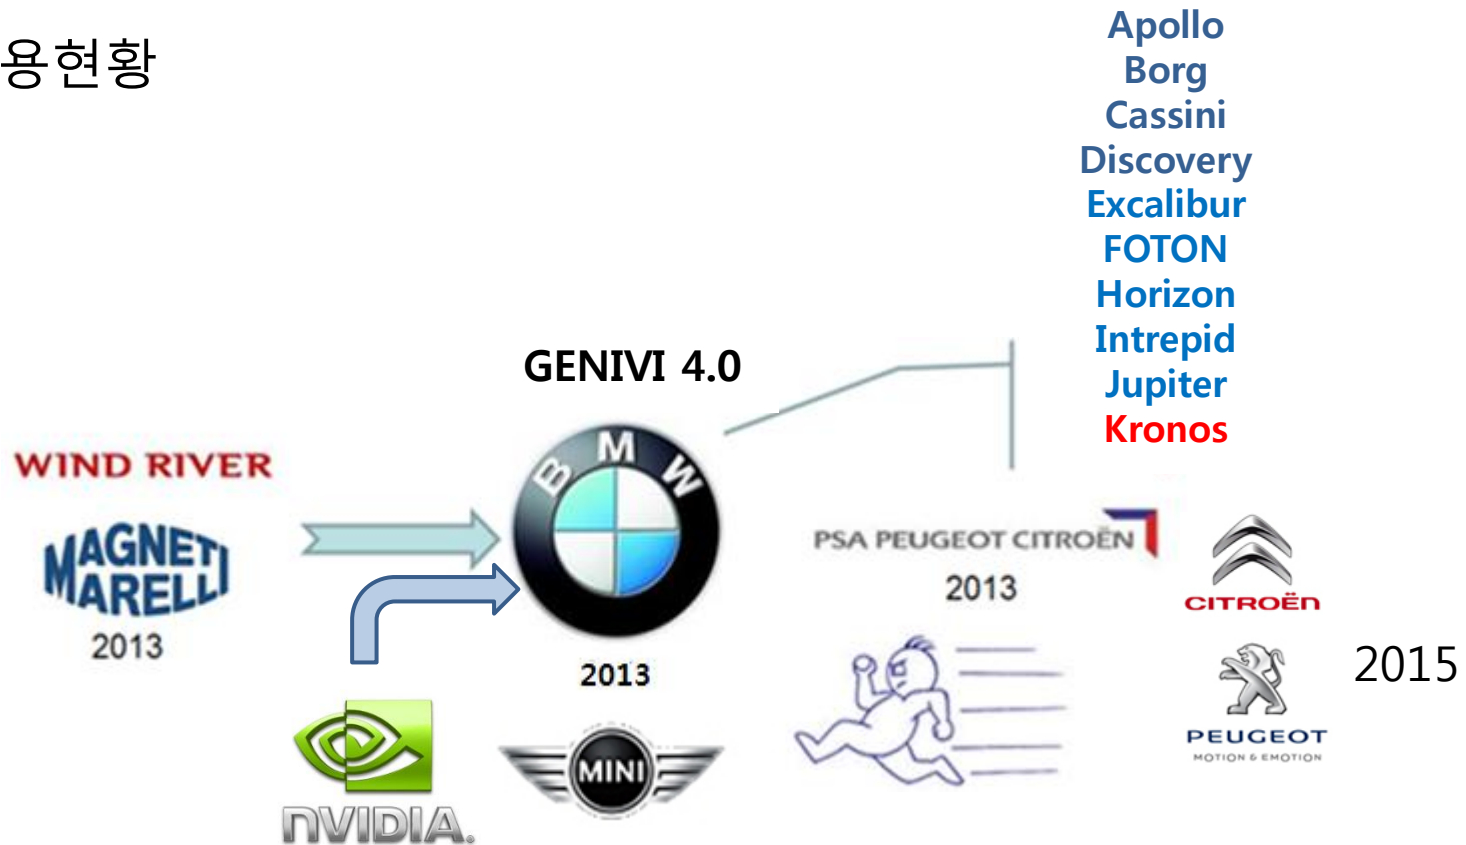 용현황
Apollo
Borg
Cassini
Discovery
Excalibur
FOTON
Horizon
Intrepid
Jupiter
Kronos
GENIVI 4.0
WIND RIVER
MAGNETI
MARELLI
2013
BMW
2013
NVIDIA.
MINI
PSA PEUGEOT CITROËN
2013
CITROËN
PEUGEOT
MOTION & EMOTION
2015